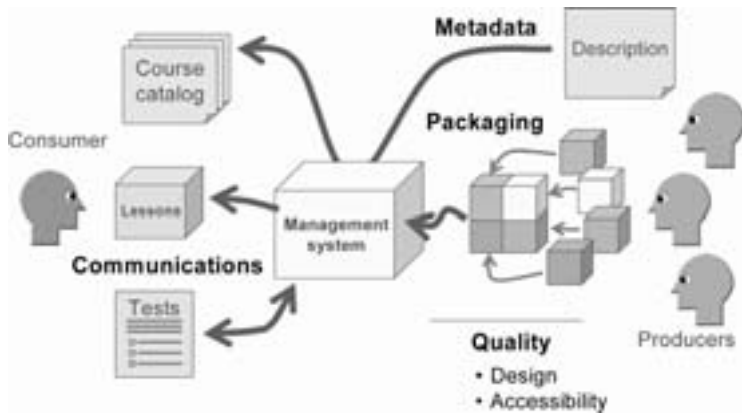 Metadata
Description
Course
catalog
Packaging
Consumer
Lessons
Management
system
Communications
Tests
Producers
Quality
• Design
• Accessibility